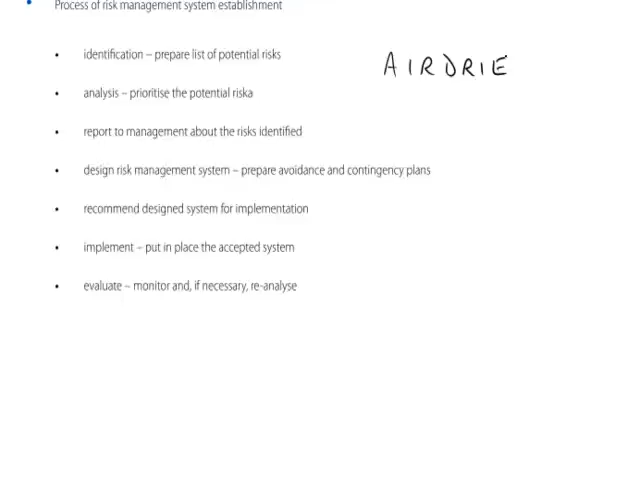 • Process of risk management system establishment
• identification – prepare list of potential risks
AIRDRIE
• analysis – prioritise the potential riska
• report to management about the risks identified
• design risk management system – prepare avoidance and contingency plans
• recommend designed system for implementation
• implement – put in place the accepted system
• evaluate – monitor and, if necessary, re-analyse